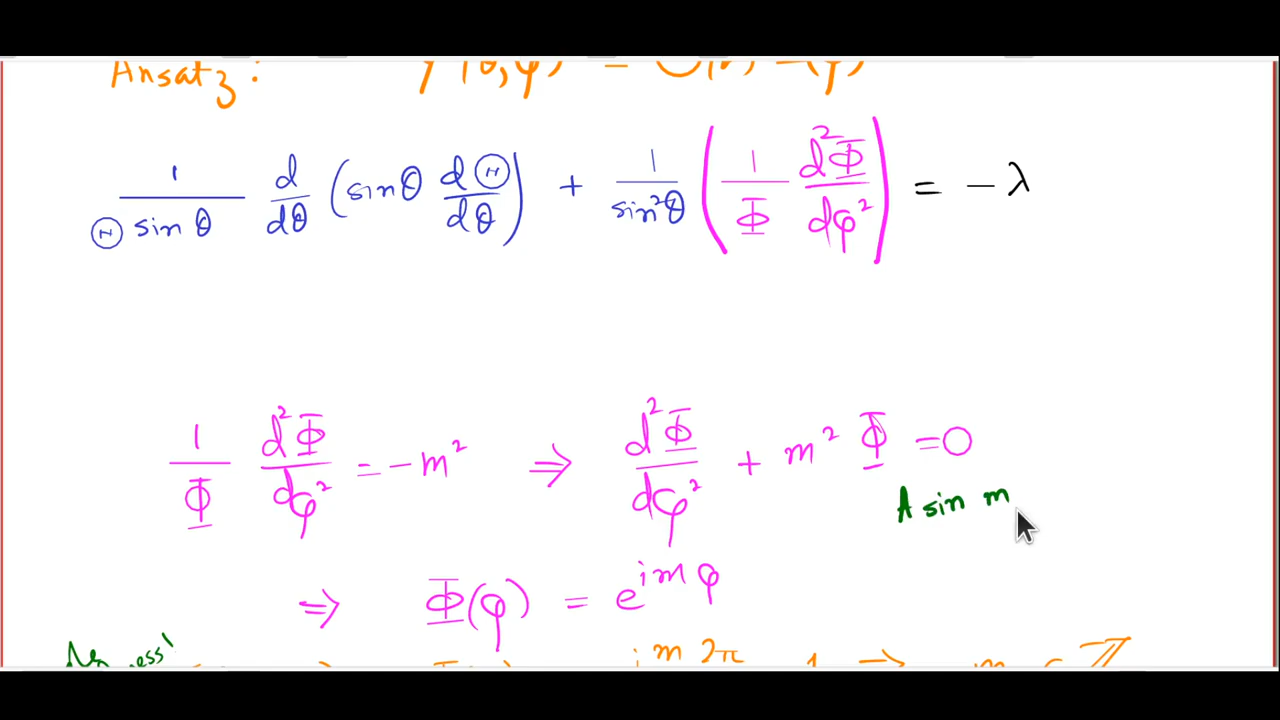 Ansatz:
1/(Θ sin θ) d/dθ (sin θ dΘ/dθ) + 1/sin²θ (1/Φ d²Φ/dφ²) = -λ
1/Φ d²Φ/dφ² = -m² ⇒ d²Φ/dφ² + m² Φ = 0
A sin m
⇒ Φ(φ) = e^{imφ}